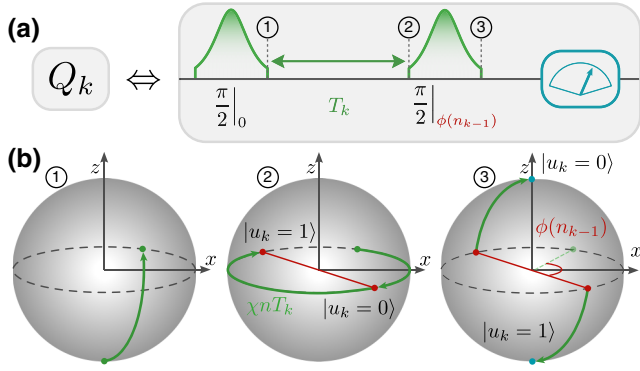 (a)
① ② ③
Q_k ⇔ π/2|_0 T_k π/2|_{ϕ(n_{k−1})}
(b)
① z x
② z |u_k = 1⟩ x
χnT_k |u_k = 0⟩
③ z |u_k = 0⟩
ϕ(n_{k−1})
x
|u_k = 1⟩